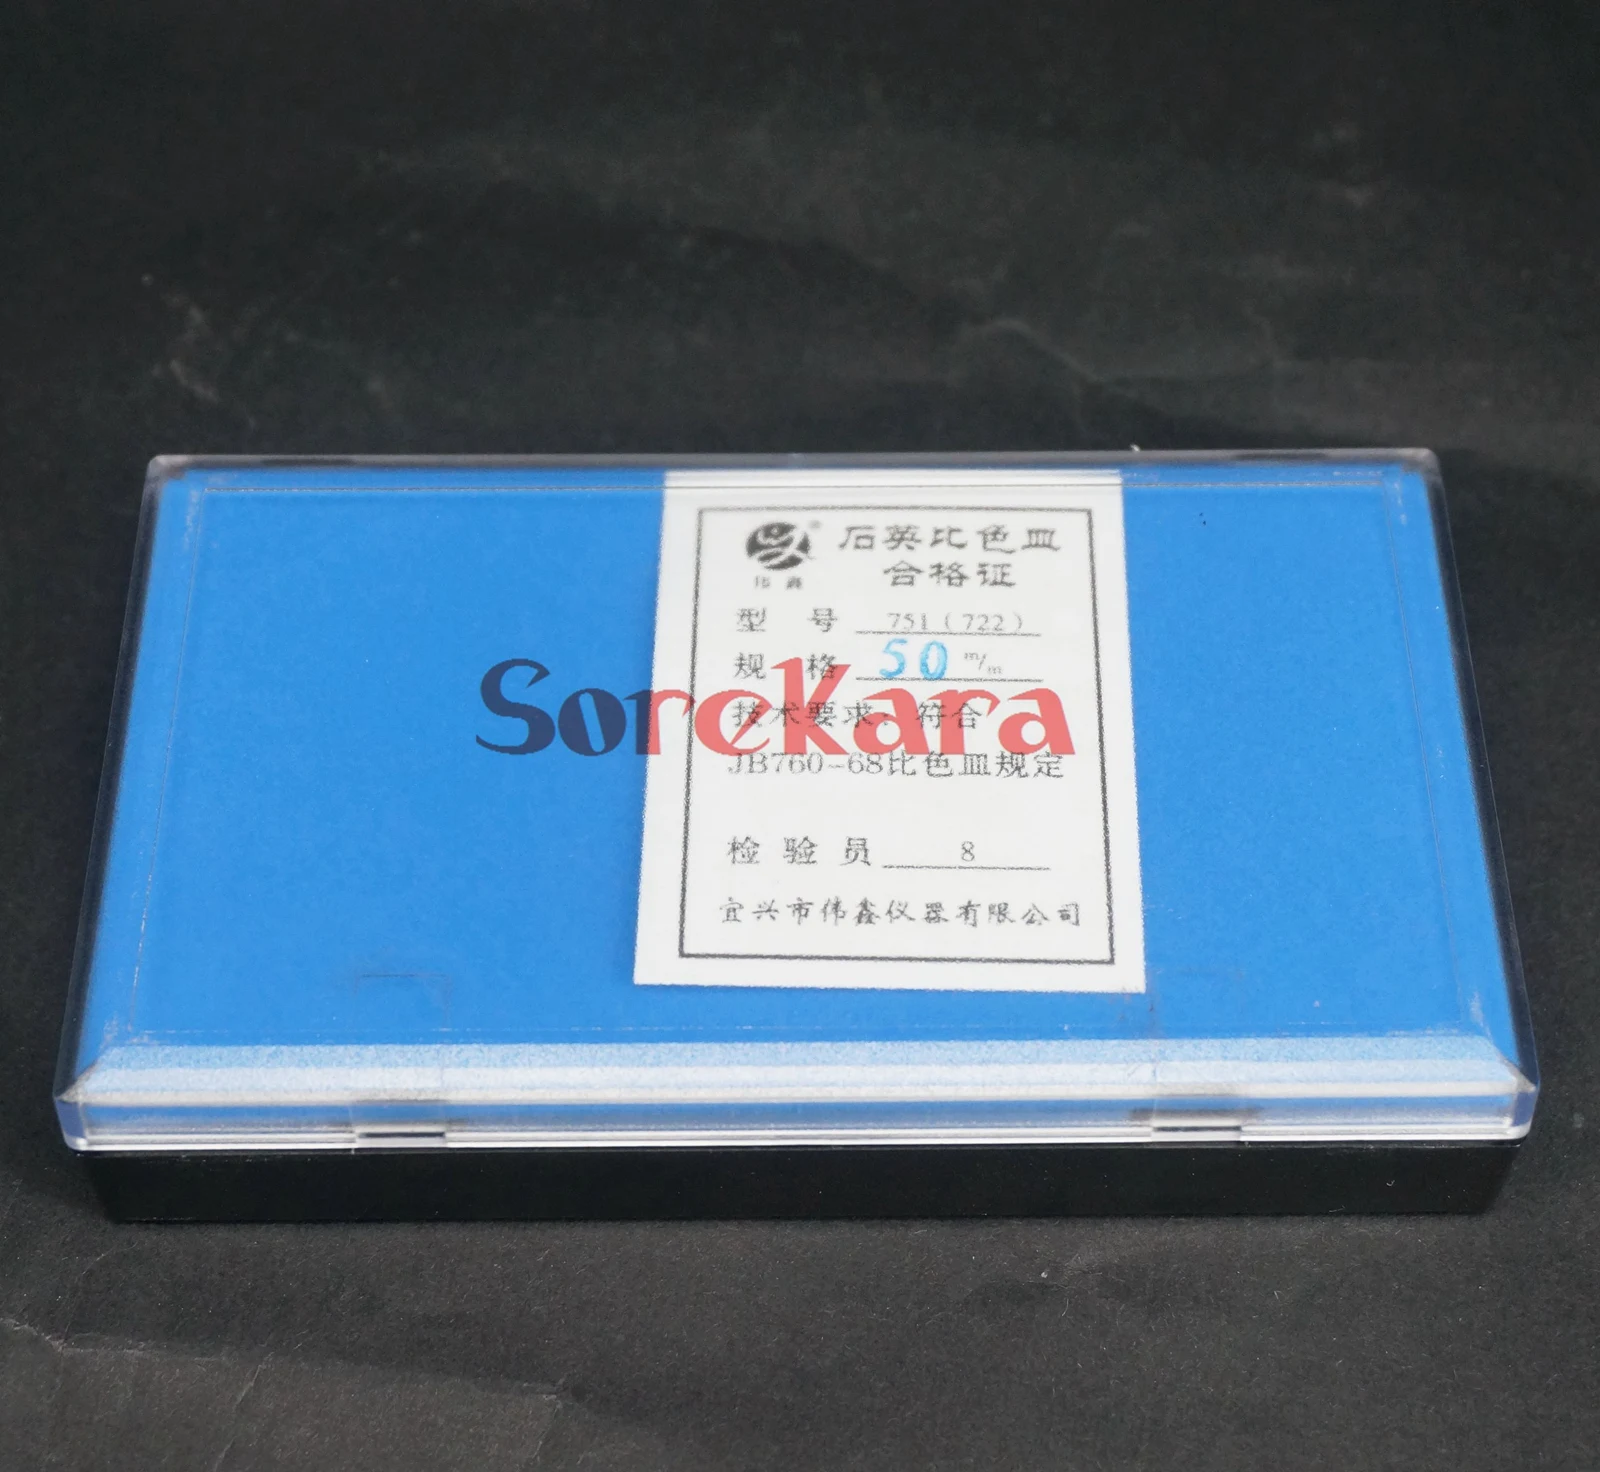 石英比色皿
合格证
伟鑫
型号 751(722)
规格 50 m/m
技术要求：符合
JB760-68比色皿规定
检验员 8
宜兴市伟鑫仪器有限公司
Sorekara